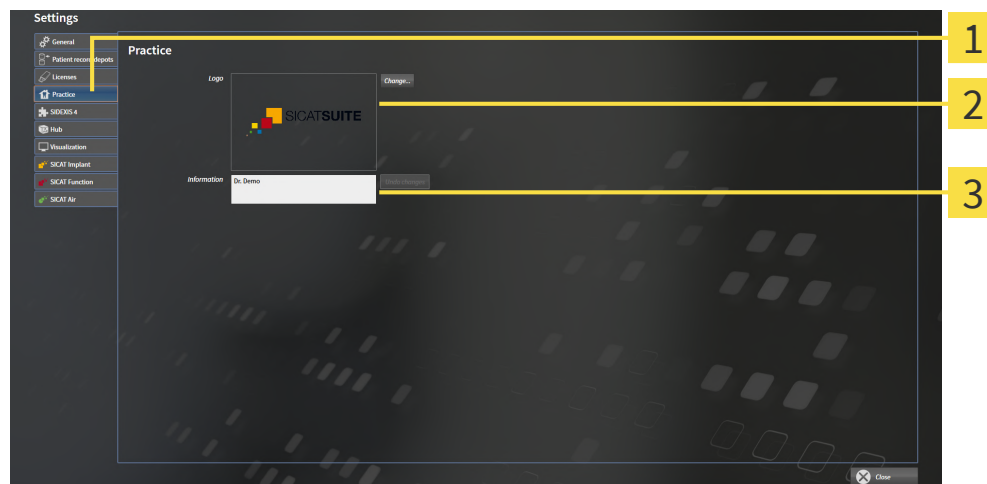 Settings
General
Patient record depots
Licenses
Practice
SIDEXIS 4
Hub
Visualization
SICAT Implant
SICAT Function
SICAT Air
Practice
Logo
SICATSUITE
Change...
Information
Dr. Demo
Undo changes
Close
1
2
3